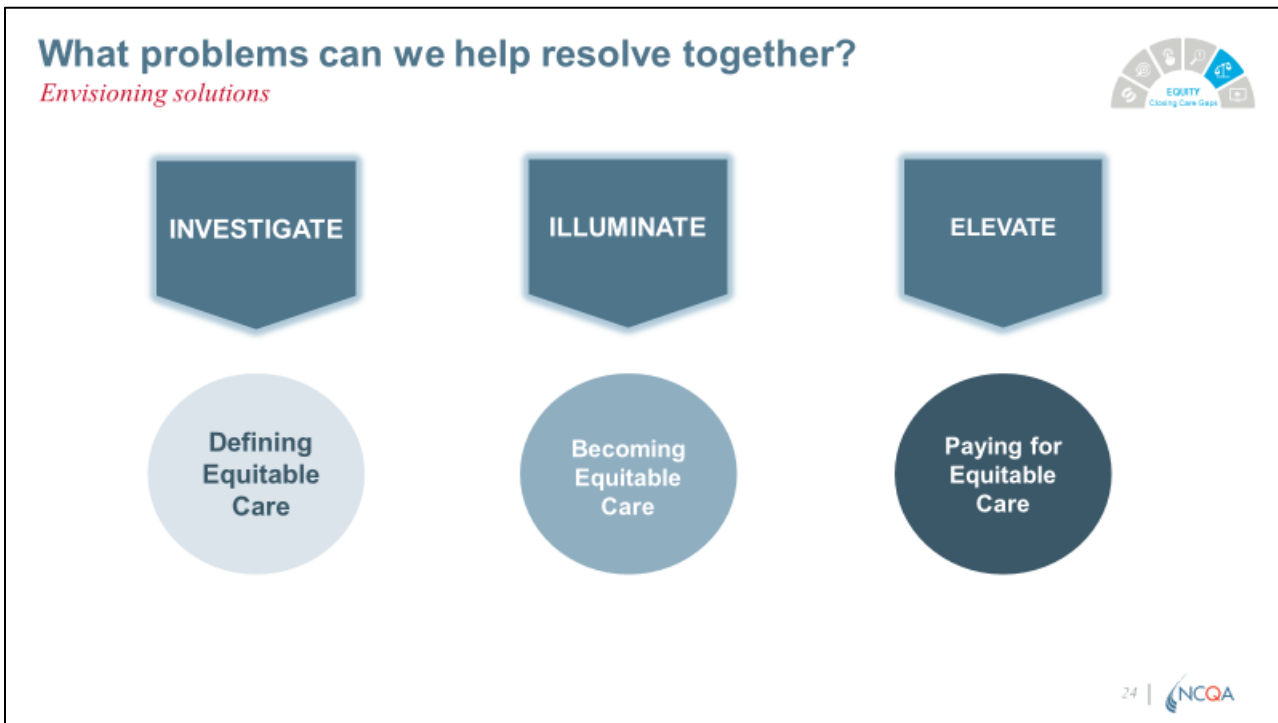 What problems can we help resolve together?
Envisioning solutions
EQUITY
Closing Care Gaps
INVESTIGATE
ILLUMINATE
ELEVATE
Defining
Equitable
Care
Becoming
Equitable
Care
Paying for
Equitable
Care
24 |
NCQA